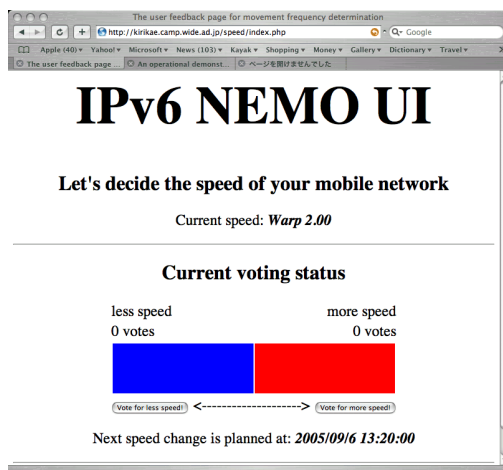 The user feedback page for movement frequency determination
http://kirikae.camp.wide.ad.jp/speed/index.php
Q- Google
Apple (40) Yahoo! Microsoft News (103) Kayak Shopping Money Gallery Dictionary Travel
The user feedback page ... An operational demonst... ページを開けませんでした
IPv6 NEMO UI
Let's decide the speed of your mobile network
Current speed: Warp 2.00
Current voting status
less speed more speed
0 votes 0 votes
Vote for less speed! <--------------------> Vote for more speed!
Next speed change is planned at: 2005/09/6 13:20:00